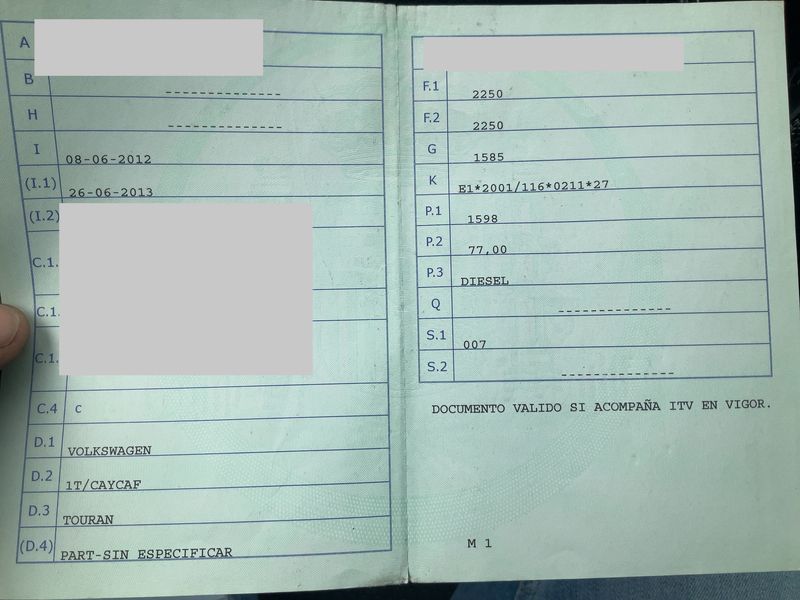 A
B --------------
H --------------
I 08-06-2012
(I.1) 26-06-2013
(I.2)
C.1.
C.1.
C.1.
C.4 c
D.1 VOLKSWAGEN
D.2 1T/CAYCAF
D.3 TOURAN
(D.4) PART-SIN ESPECIFICAR
F.1 2250
F.2 2250
G 1585
K E1*2001/116*0211*27
P.1 1598
P.2 77,00
P.3 DIESEL
Q --------------
S.1 007
S.2 --------------
DOCUMENTO VALIDO SI ACOMPAÑA ITV EN VIGOR.
M 1